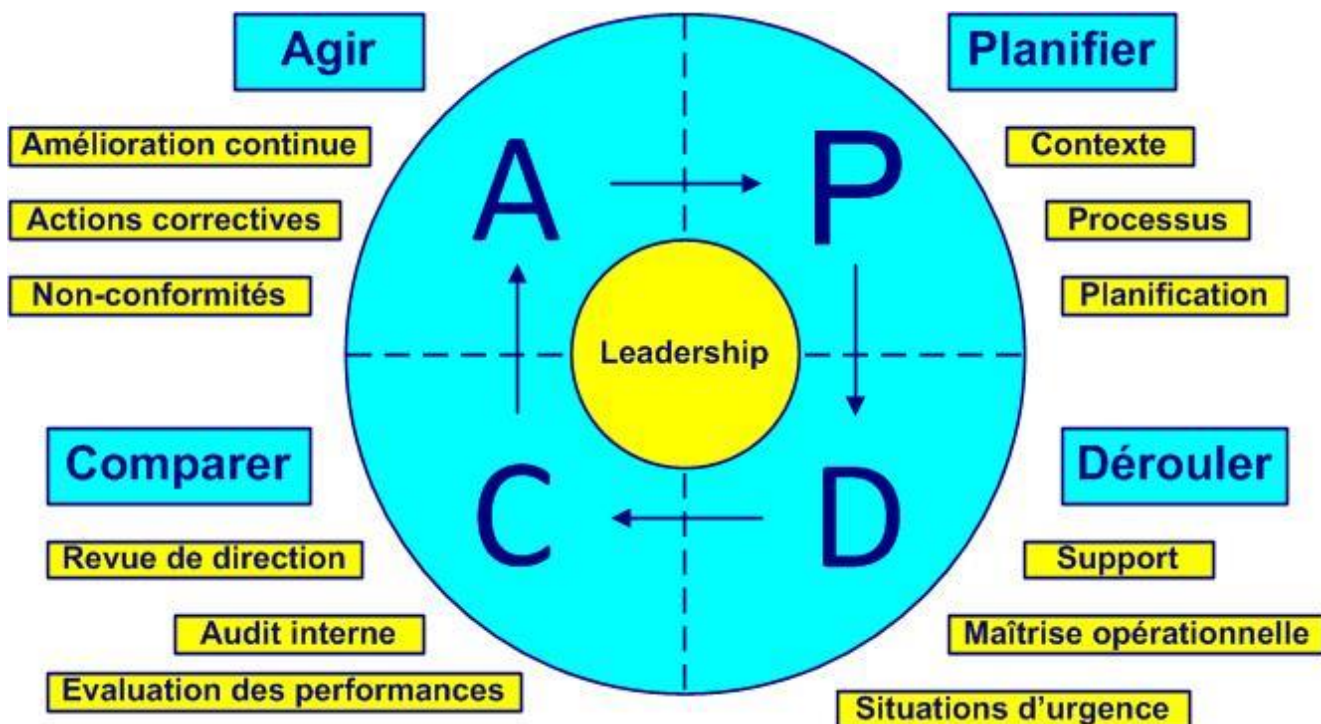 Agir
Planifier
Amélioration continue
Contexte
Actions correctives
Processus
Non-conformités
Planification
A
P
Leadership
Comparer
Dérouler
C
D
Revue de direction
Support
Audit interne
Maîtrise opérationnelle
Evaluation des performances
Situations d'urgence